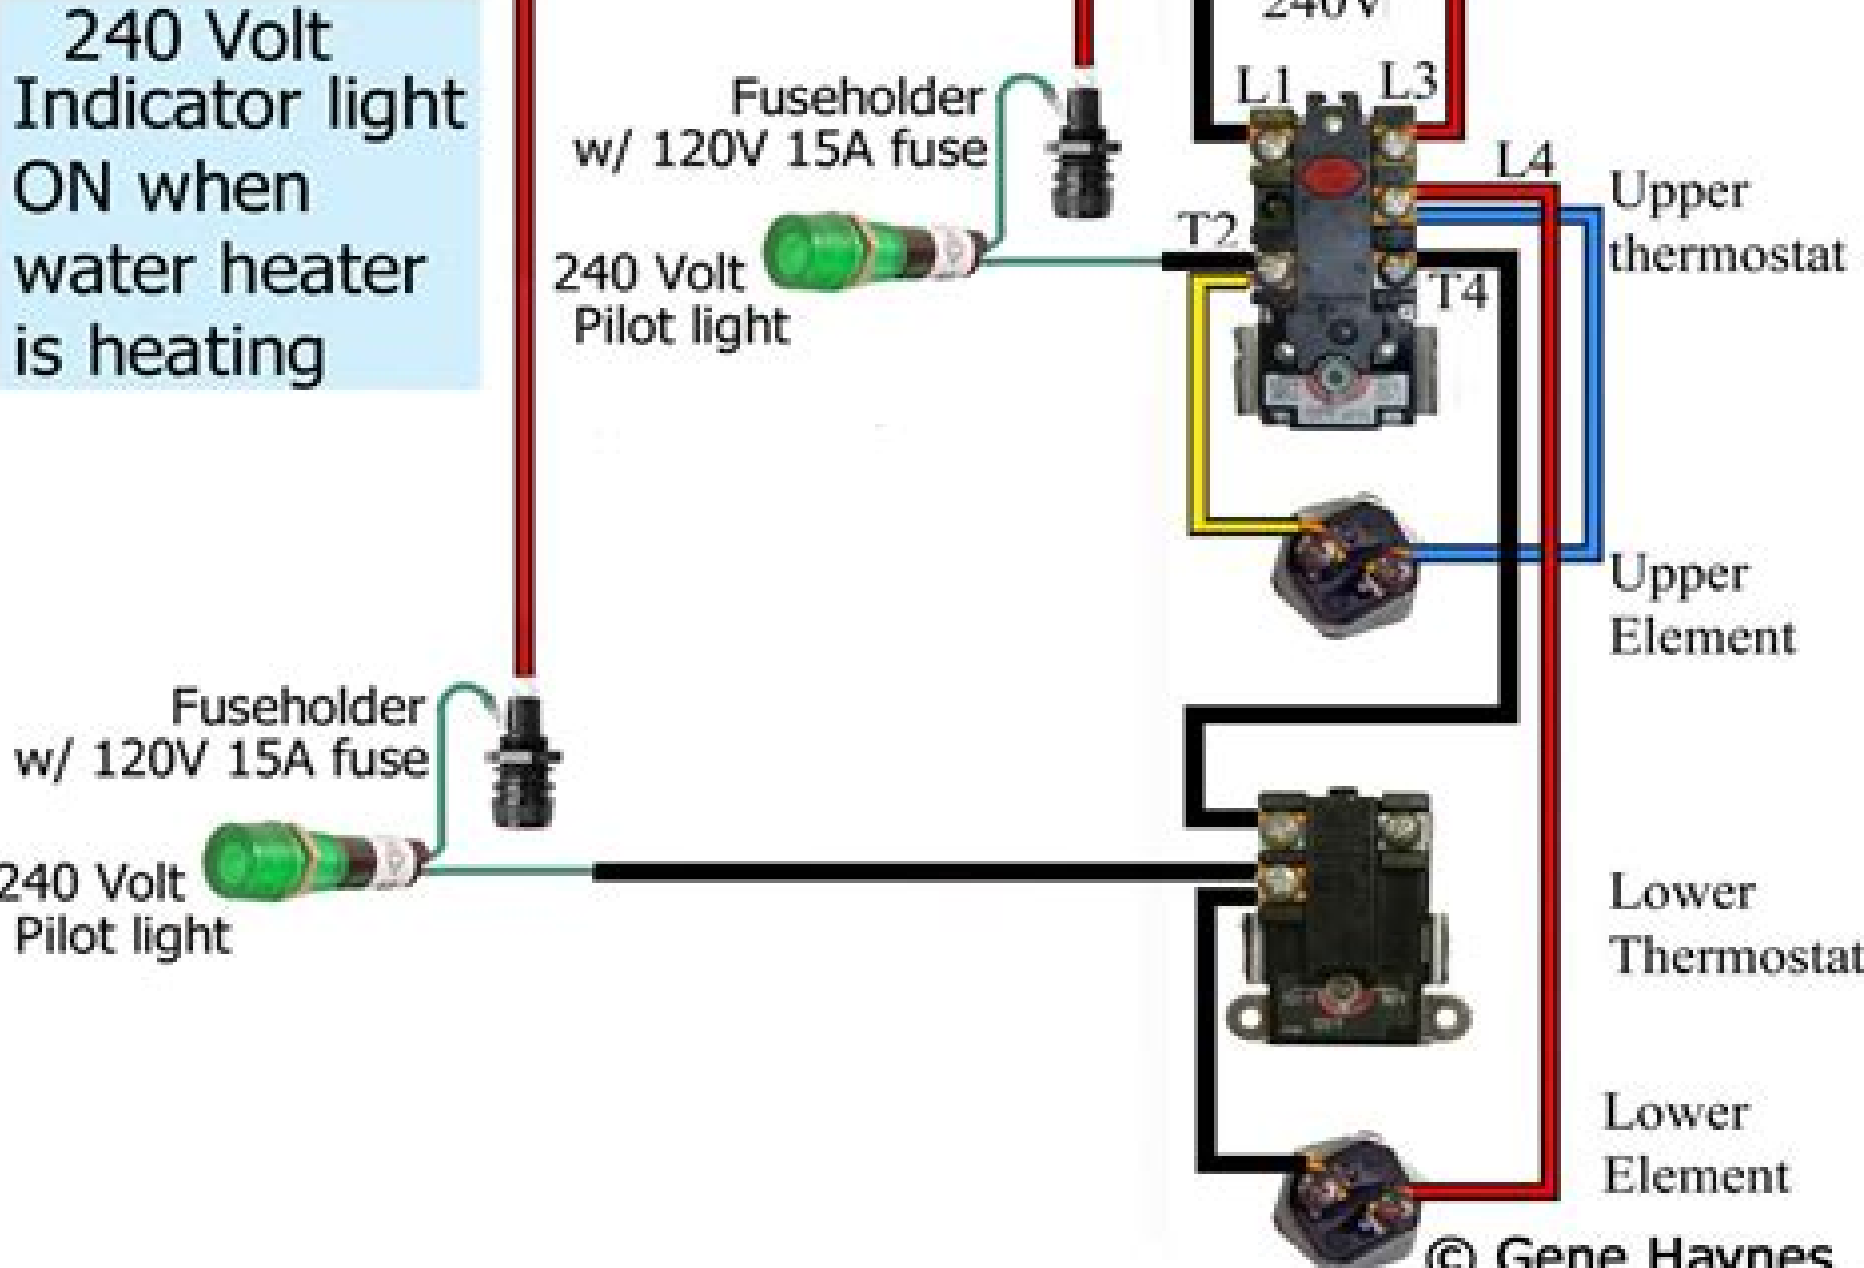 240 Volt
Indicator light
ON when
water heater
is heating
240V
L1
L3
Fuseholder
w/ 120V 15A fuse
L4
Upper
thermostat
T2
240 Volt
Pilot light
T4
Upper
Element
Fuseholder
w/ 120V 15A fuse
240 Volt
Pilot light
Lower
Thermostat
Lower
Element
© Gene Haynes